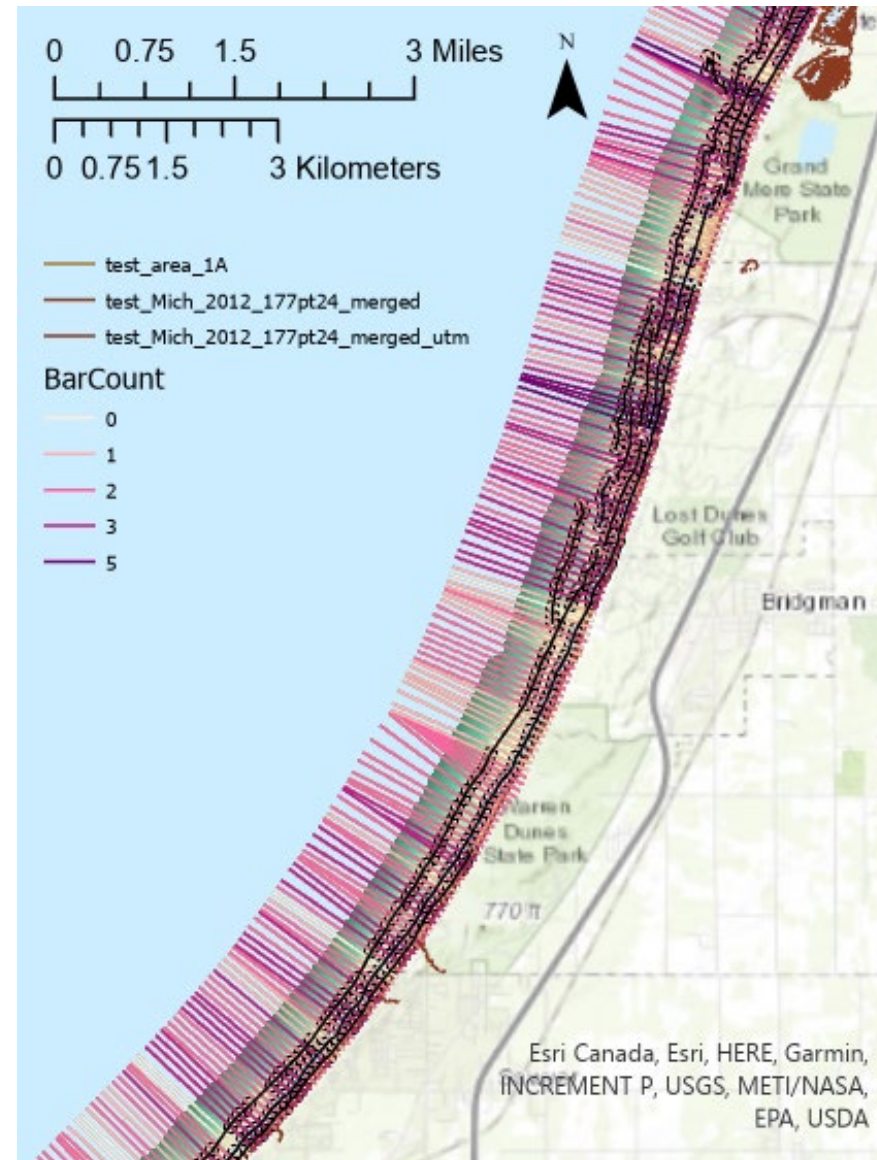 0 0.75 1.5 3 Miles
0 0.75 1.5 3 Kilometers
N
test_area_1A
test_Mich_2012_177pt24_merged
test_Mich_2012_177pt24_merged_utm
BarCount
0
1
2
3
5
Grand
Mere State
Park
Lost Dunes
Golf Club
Bridgman
Warren
Dunes
State Park
770 ft
Esri Canada, Esri, HERE, Garmin,
INCREMENT P, USGS, METI/NASA,
EPA, USDA